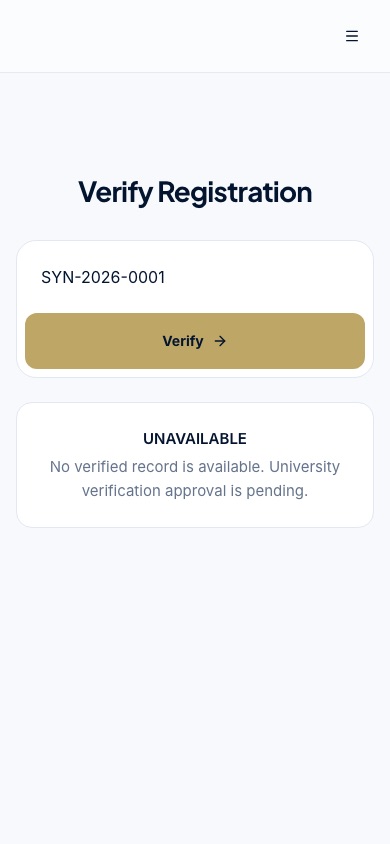 Verify Registration
SYN-2026-0001
Verify →
UNAVAILABLE
No verified record is available. University
verification approval is pending.